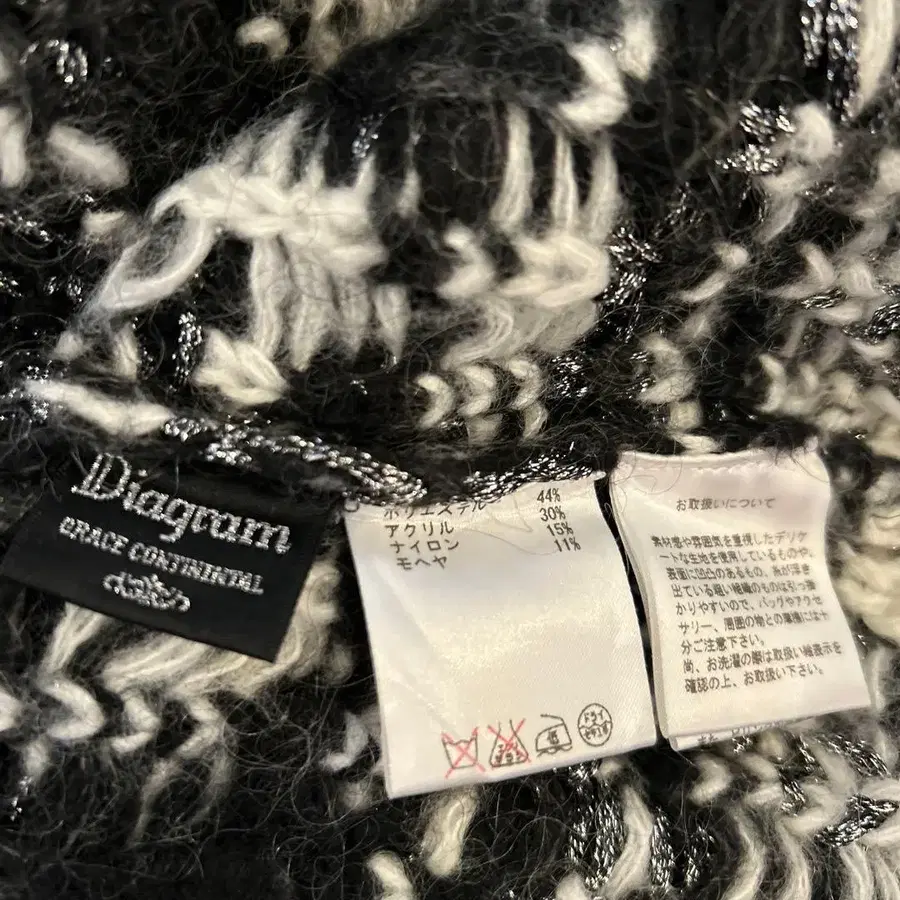 Diagram
GRACE CONTINENTAL
ポリエステル 44%
アクリル 30%
ナイロン 15%
モヘヤ 11%
お取扱いについて
素材感や雰囲気を重視したデリケ
ートな生地を使用しているものや、
表面に凹凸のあるもの、糸が浮き
出ている粗い組織のものは引っ掛
かりやすいので、バッグやアクセ
サリー、周囲の物との摩擦には十
分ご注意下さい。
尚、お洗濯の際は取扱い絵表示を
確認の上、お取扱い下さい。